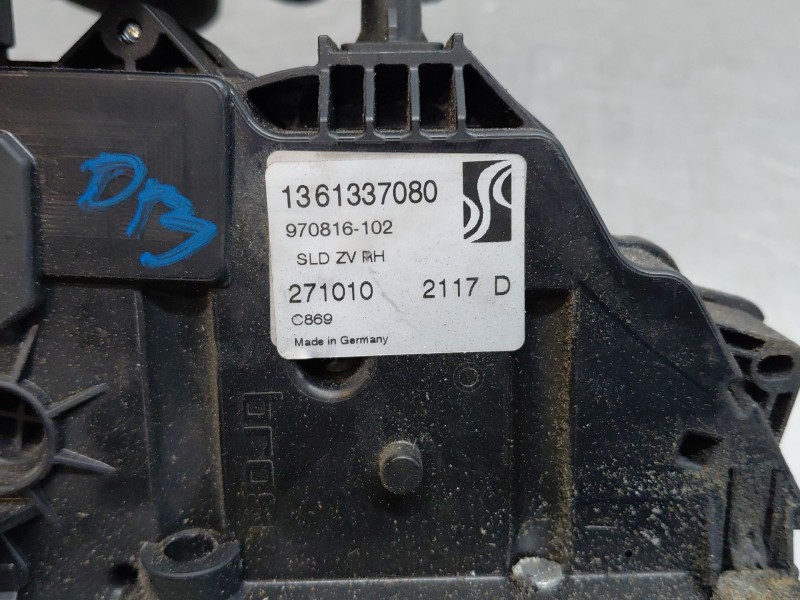 1361337080
970816-102
SLD ZV RH
271010 2117 D
C869
Made in Germany